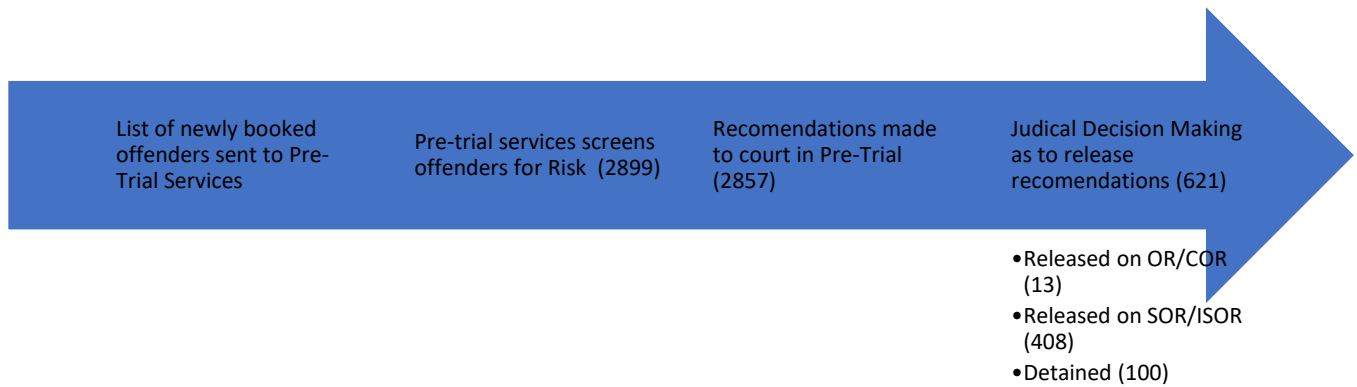 List of newly booked
offenders sent to Pre-
Trial Services
Pre-trial services screens
offenders for Risk (2899)
Recomendations made
to court in Pre-Trial
(2857)
Judical Decision Making
as to release
recomendations (621)
•Released on OR/COR
(13)
•Released on SOR/ISOR
(408)
•Detained (100)